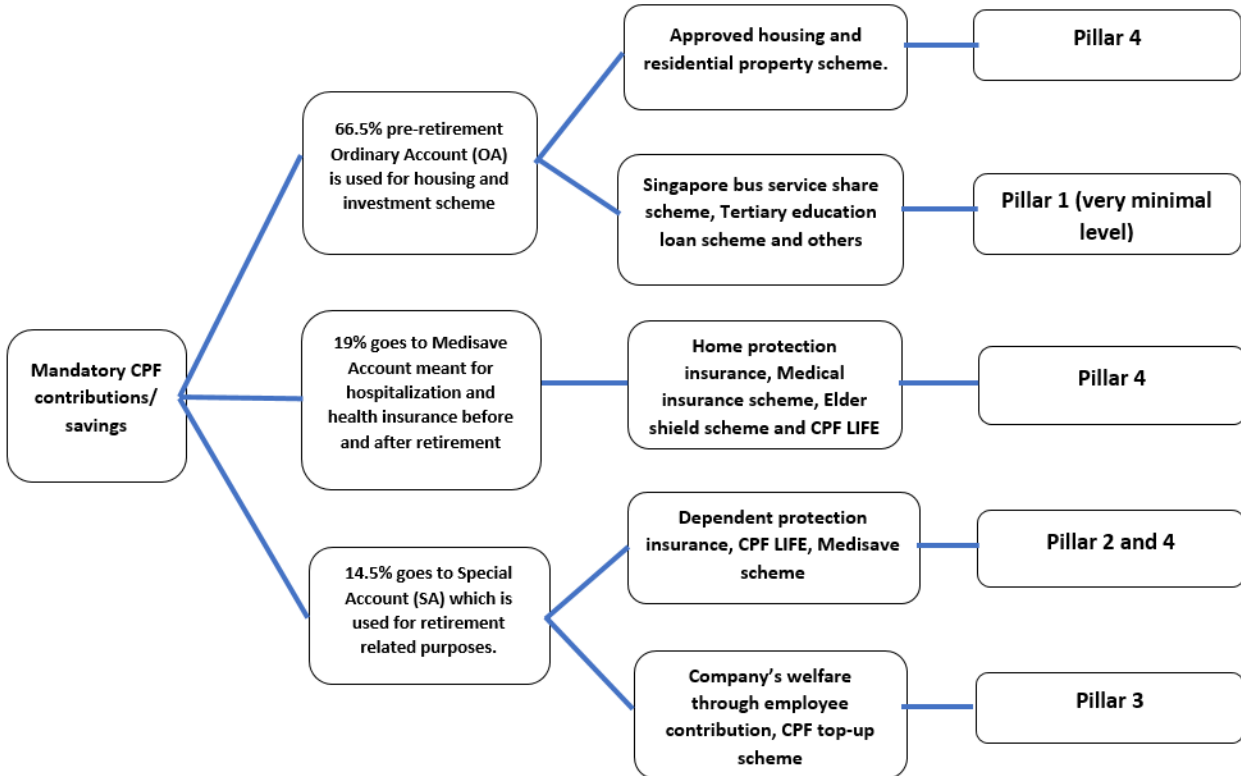 Mandatory CPF
contributions/
savings
66.5% pre-retirement
Ordinary Account (OA)
is used for housing and
investment scheme
Approved housing and
residential property scheme.
Pillar 4
Singapore bus service share
scheme, Tertiary education
loan scheme and others
Pillar 1 (very minimal
level)
19% goes to Medisave
Account meant for
hospitalization and
health insurance before
and after retirement
Home protection
insurance, Medical
insurance scheme, Elder
shield scheme and CPF LIFE
Pillar 4
14.5% goes to Special
Account (SA) which is
used for retirement
related purposes.
Dependent protection
insurance, CPF LIFE, Medisave
scheme
Pillar 2 and 4
Company’s welfare
through employee
contribution, CPF top-up
scheme
Pillar 3